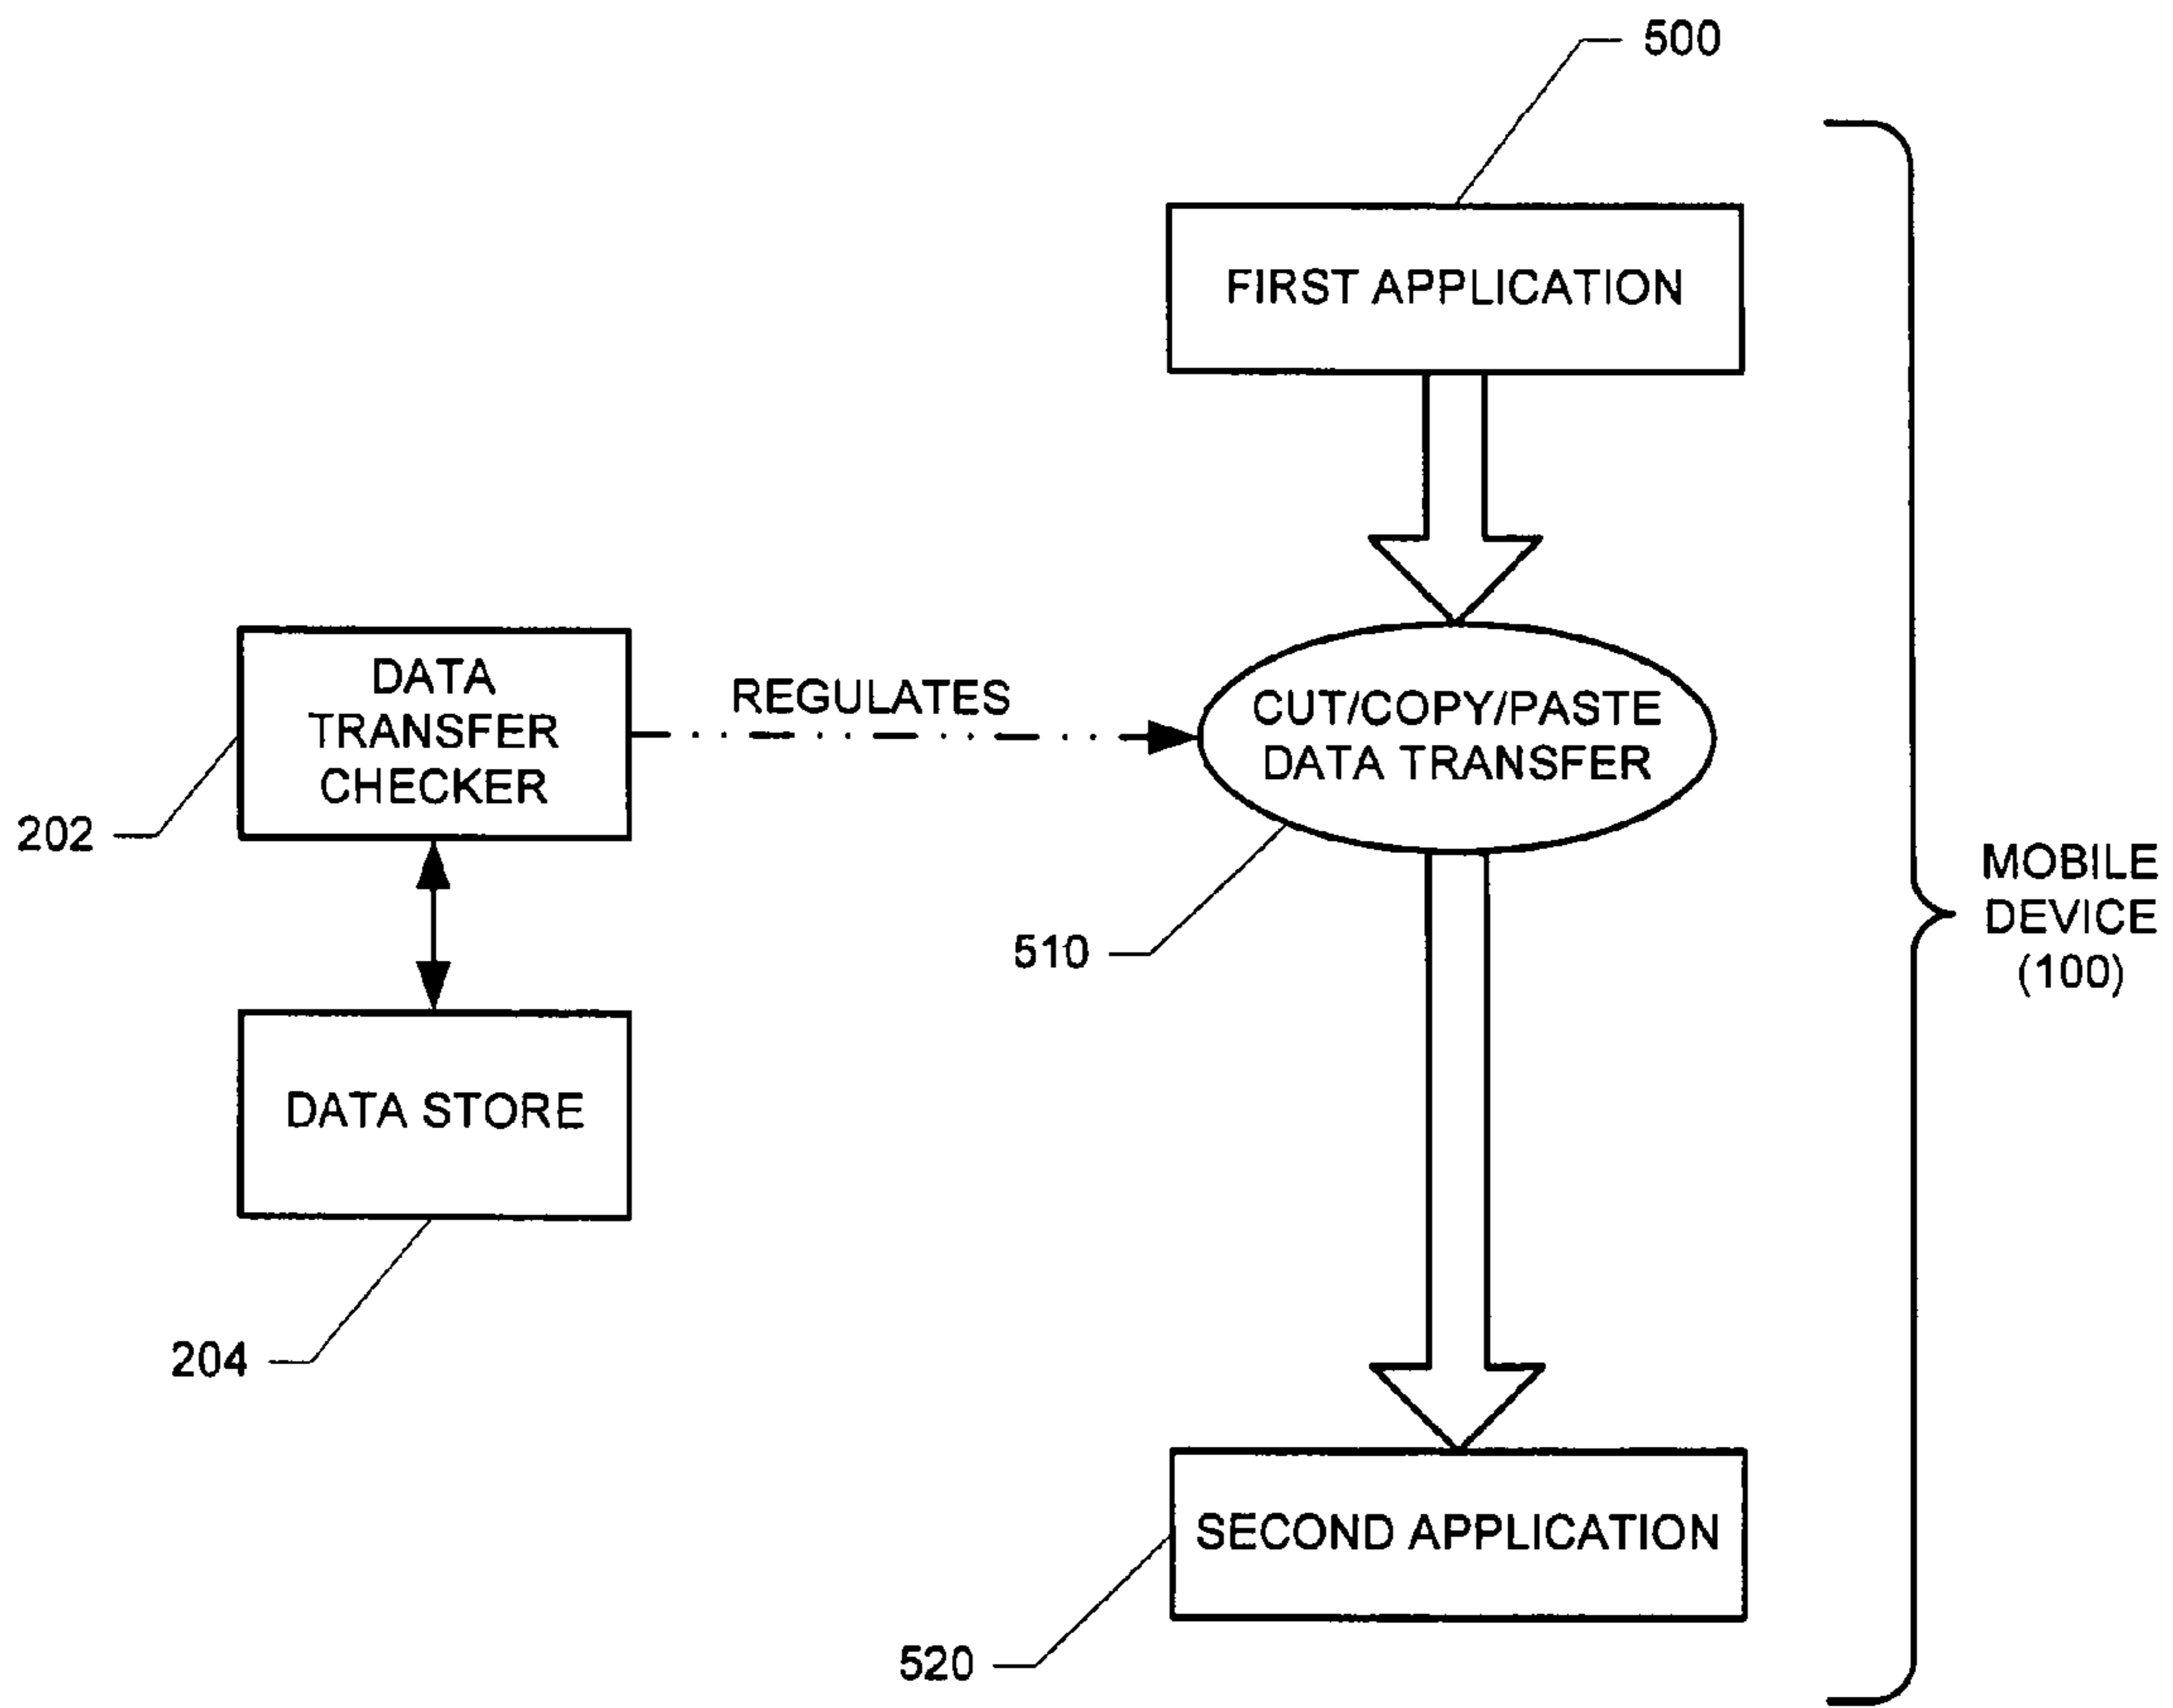 500
FIRST APPLICATION
DATA
TRANSFER
CHECKER
REGULATES
CUT/COPY/PASTE
DATA TRANSFER
202
510
MOBILE
DEVICE
(100)
DATA STORE
204
SECOND APPLICATION
520